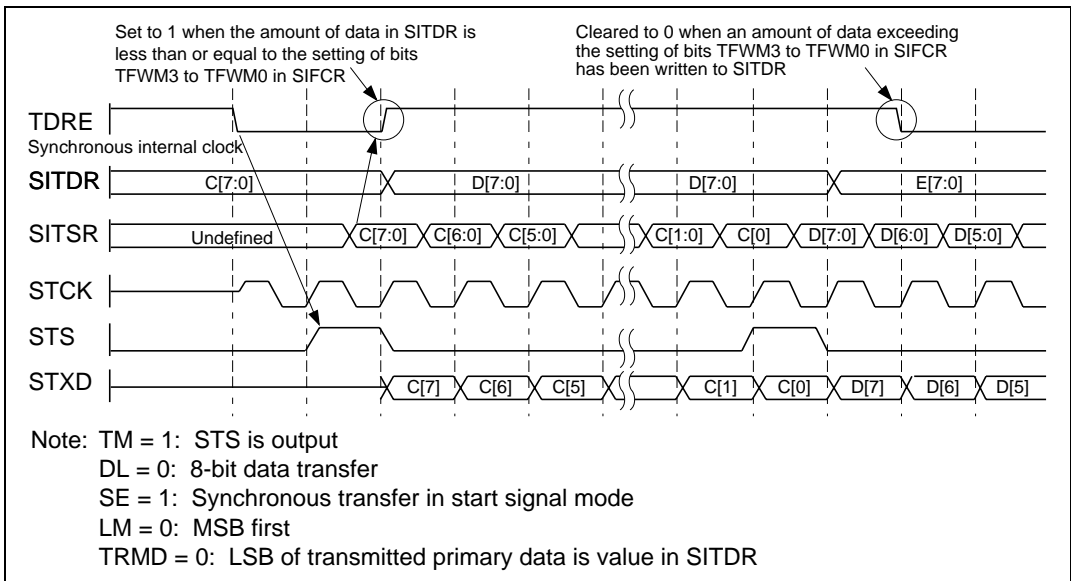 Set to 1 when the amount of data in SITDR is
less than or equal to the setting of bits
TFWM3 to TFWM0 in SIFCR
Cleared to 0 when an amount of data exceeding
the setting of bits TFWM3 to TFWM0 in SIFCR
has been written to SITDR
TDRE
Synchronous internal clock
SITDR C[7:0] D[7:0] D[7:0] E[7:0]
SITSR Undefined C[7:0] C[6:0] C[5:0] C[1:0] C[0] D[7:0] D[6:0] D[5:0]
STCK
STS
STXD C[7] C[6] C[5] C[1] C[0] D[7] D[6] D[5]
Note: TM = 1: STS is output
DL = 0: 8-bit data transfer
SE = 1: Synchronous transfer in start signal mode
LM = 0: MSB first
TRMD = 0: LSB of transmitted primary data is value in SITDR